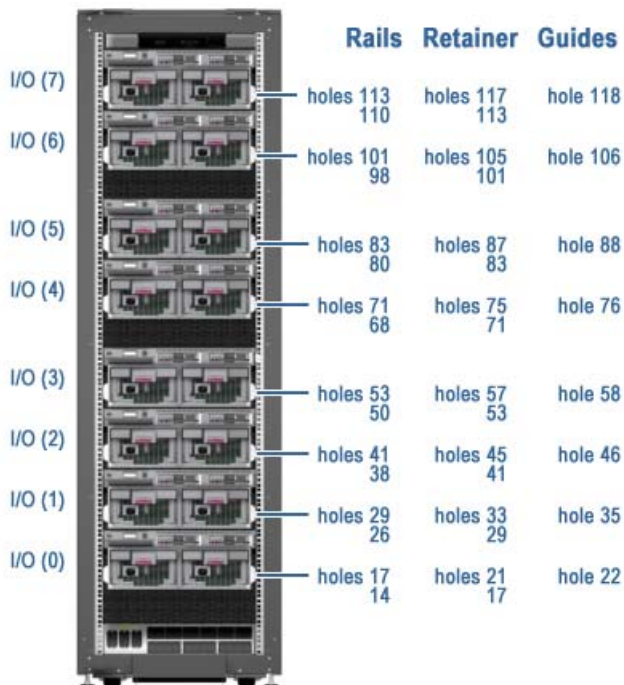 Rails Retainer Guides
I/O (7)
holes 113 holes 117 hole 118
110 113
I/O (6)
holes 101 holes 105 hole 106
98 101
I/O (5)
holes 83 holes 87 hole 88
80 83
I/O (4)
holes 71 holes 75 hole 76
68 71
I/O (3)
holes 53 holes 57 hole 58
50 53
I/O (2)
holes 41 holes 45 hole 46
38 41
I/O (1)
holes 29 holes 33 hole 35
26 29
I/O (0)
holes 17 holes 21 hole 22
14 17